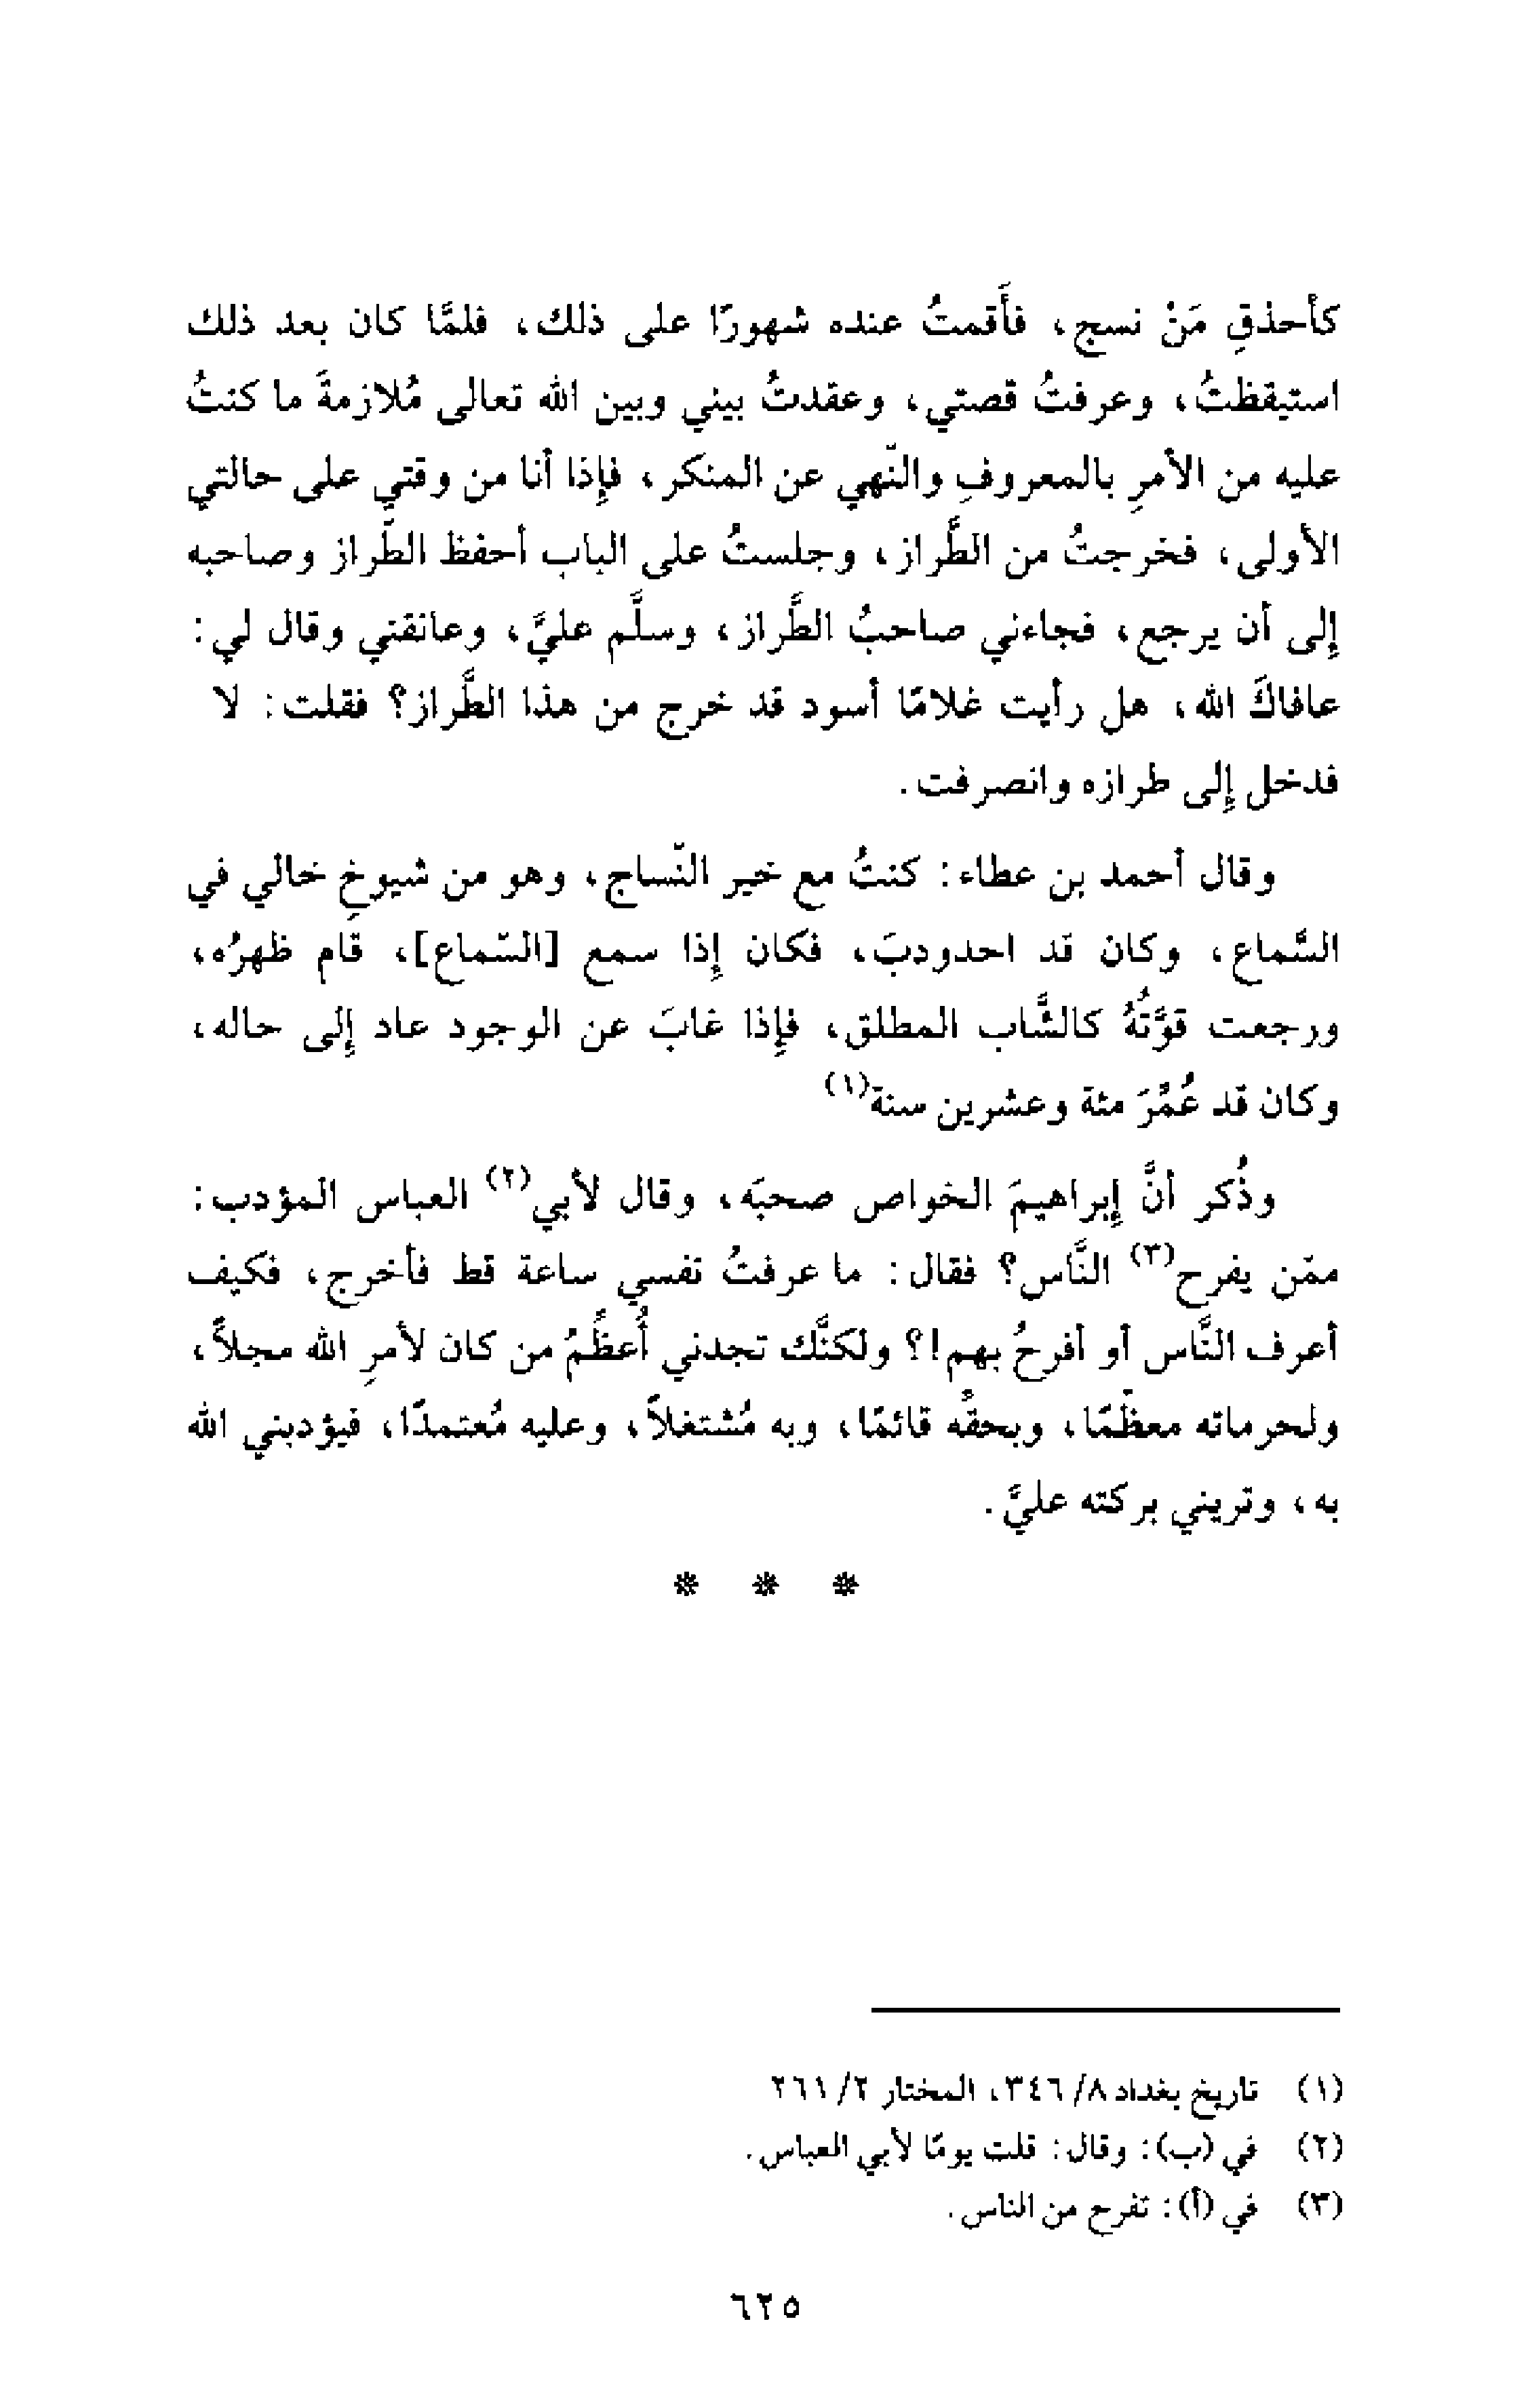 كأحذقِ مَنْ نسج، فأَقمتُ عنده شهورًا على ذلك، فلمَّا كان بعد ذلك
استيقظتُ، وعرفتُ قصتي، وعقدتُ بيني وبين الله تعالى مُلازمةَ ما كنتُ
عليه من الأمرِ بالمعروفِ والنّهي عن المنكر، فإذا أنا من وقتي على حالتي
الأولى، فخرجتُ من الطَّراز، وجلستُ على الباب أحفظ الطّراز وصاحبه
إلى أن يرجع، فجاءني صاحبُ الطَّراز، وسلَّم عليَّ، وعانقني وقال لي:
عافاكَ الله، هل رأيت غلامًا أسود قد خرج من هذا الطَّراز؟ فقلت: لا
فدخل إلى طرازه وانصرفت.
وقال أحمد بن عطاء: كنتُ مع خير النّساج، وهو من شيوخِ خالي في
السَّماع، وكان قد احدودبَ، فكان إذا سمع [السّماع]، قام ظهرُه،
ورجعت قوَّتُهُ كالشَّاب المطلق، فإذا غابَ عن الوجود عاد إلى حاله،
وكان قد عُمِّرَ مئة وعشرين سنة(١)
وذُكر أنَّ إبراهيمَ الخواص صحبَه، وقال لأبي(٢) العباس المؤدب:
ممّن يفرح(٣) النَّاس؟ فقال: ما عرفتُ نفسي ساعة قط فأخرج، فكيف
أعرف النَّاس أو أفرحُ بهم!؟ ولكنَّك تجدني أُعظِّمُ من كان لأمرِ الله مجلاًّ،
ولحرماته معظّمًا، وبحقِّه قائمًا، وبه مُشتغلاً، وعليه مُعتمدًا، فيؤدبني الله
به، وتريني بركته عليَّ.
* * *
(١) تاريخ بغداد ٨/ ٣٤٦، المختار ٢/ ٢٦١
(٢) في (ب): وقال: قلت يومًا لأبي العباس.
(٣) في (أ): تفرح من الناس.
٦٢٥